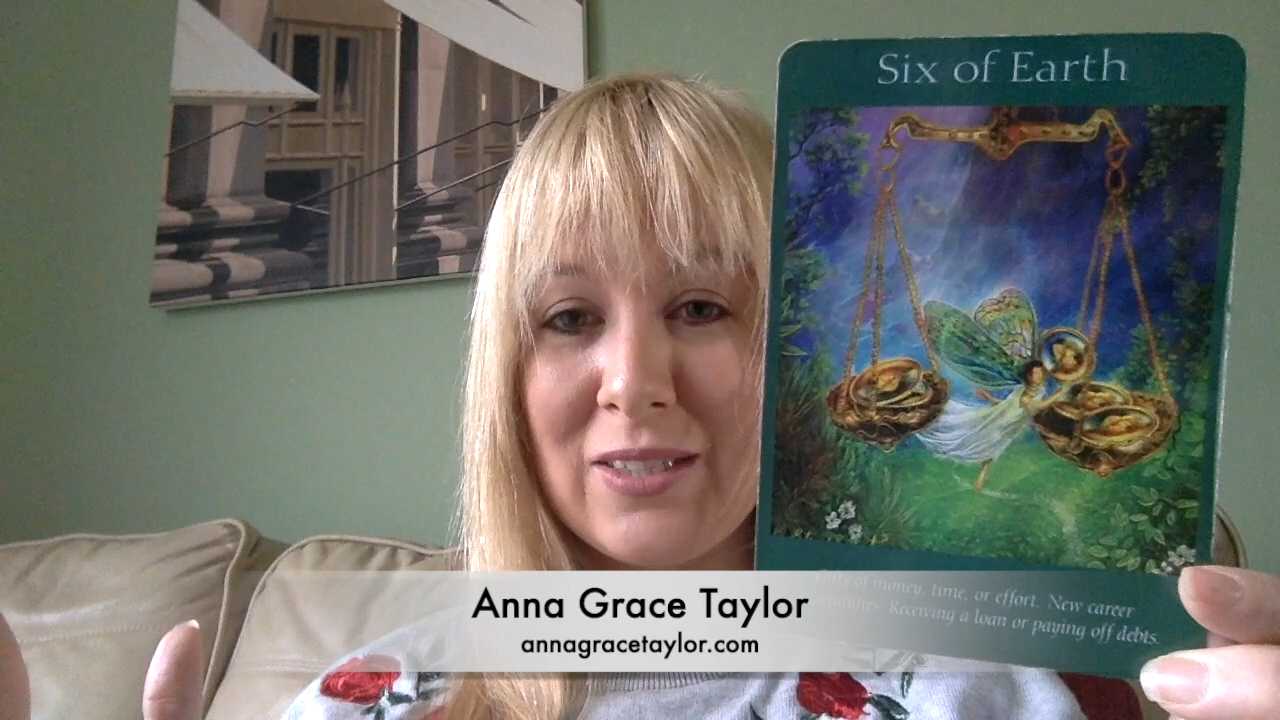 Six of Earth
of money, time, or effort. New career
Receiving a loan or paying off debts.
Anna Grace Taylor
annagracetaylor.com